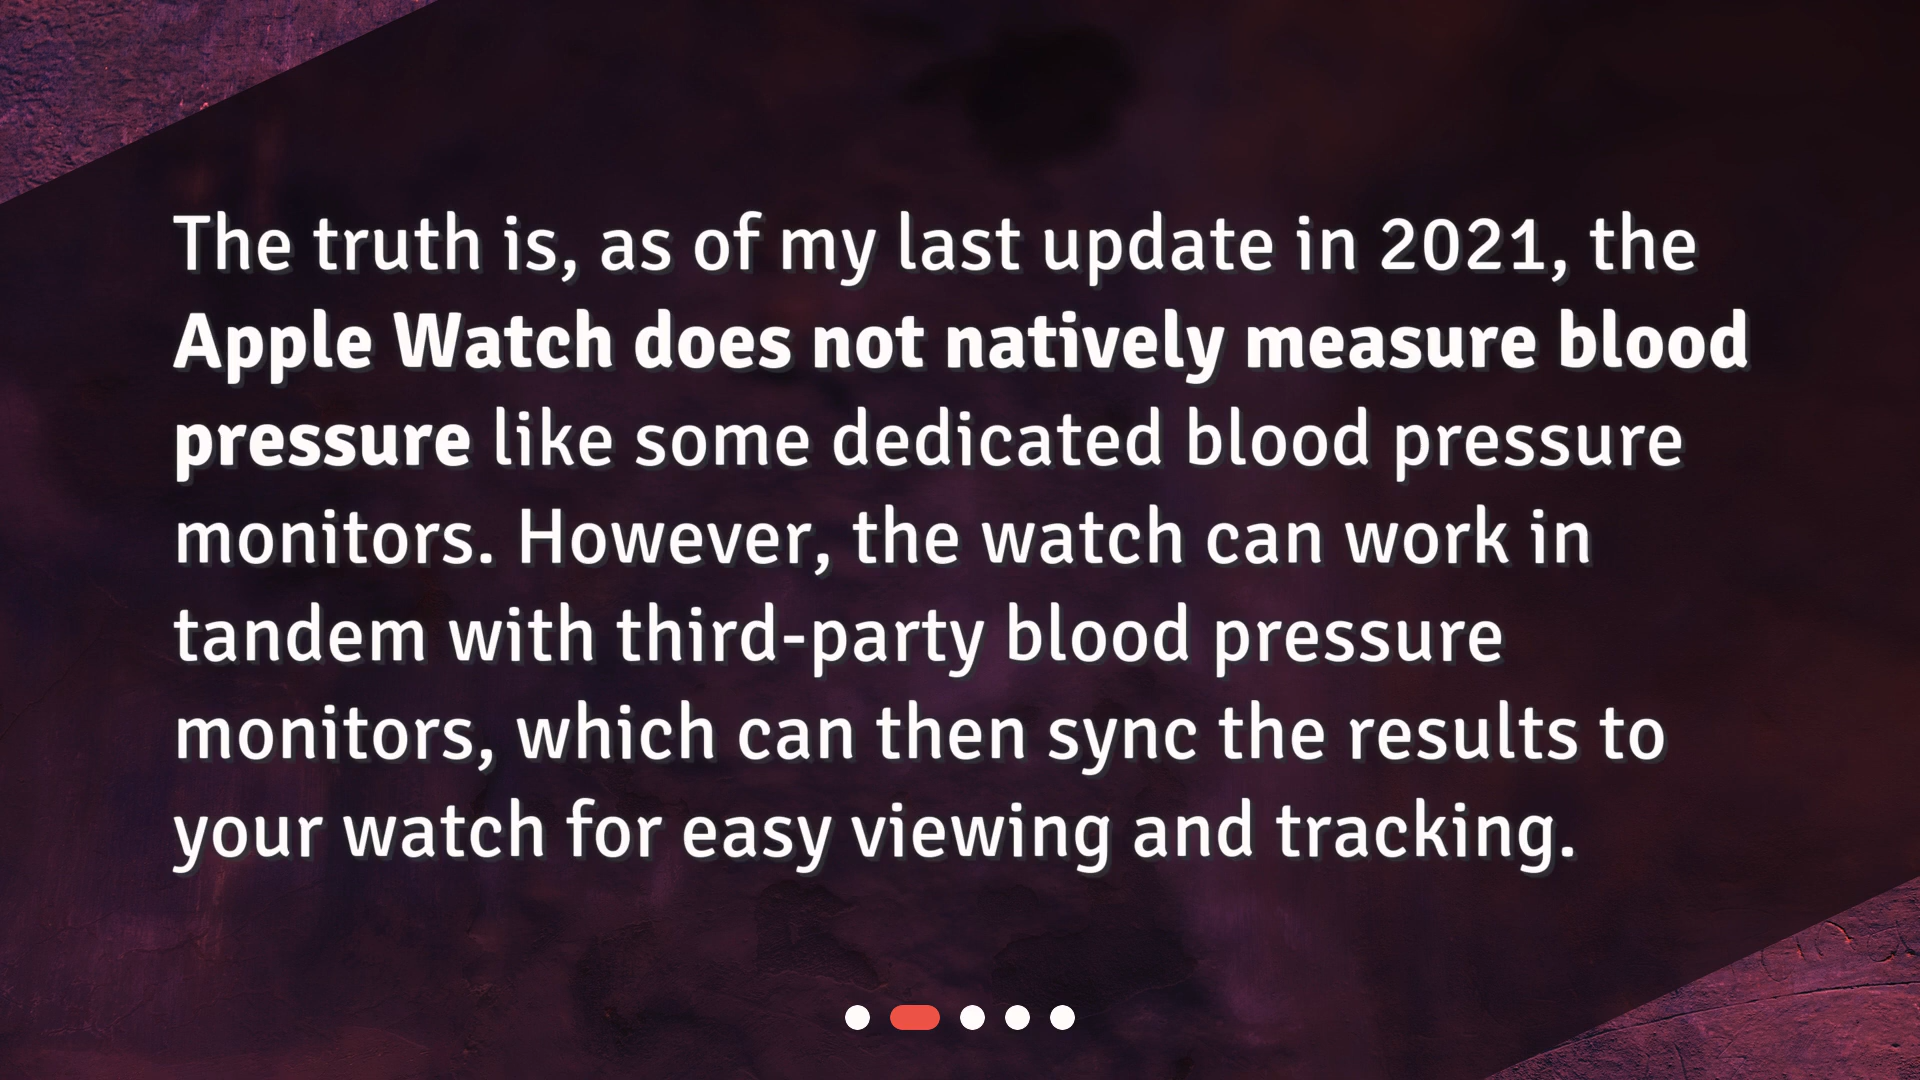 The truth is, as of my last update in 2021, the
Apple Watch does not natively measure blood
pressure like some dedicated blood pressure
monitors. However, the watch can work in
tandem with third-party blood pressure
monitors, which can then sync the results to
your watch for easy viewing and tracking.